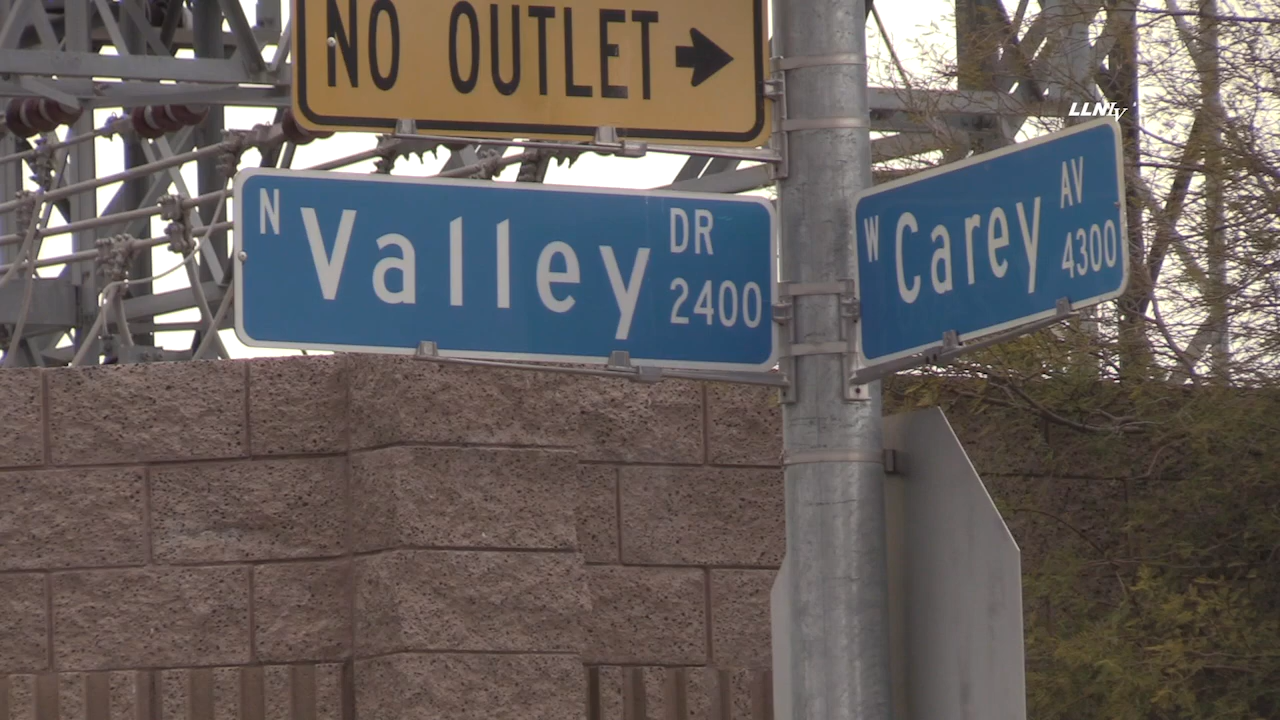 NO OUTLET →
N Valley DR
2400
W Carey AV
4300
LLNTV